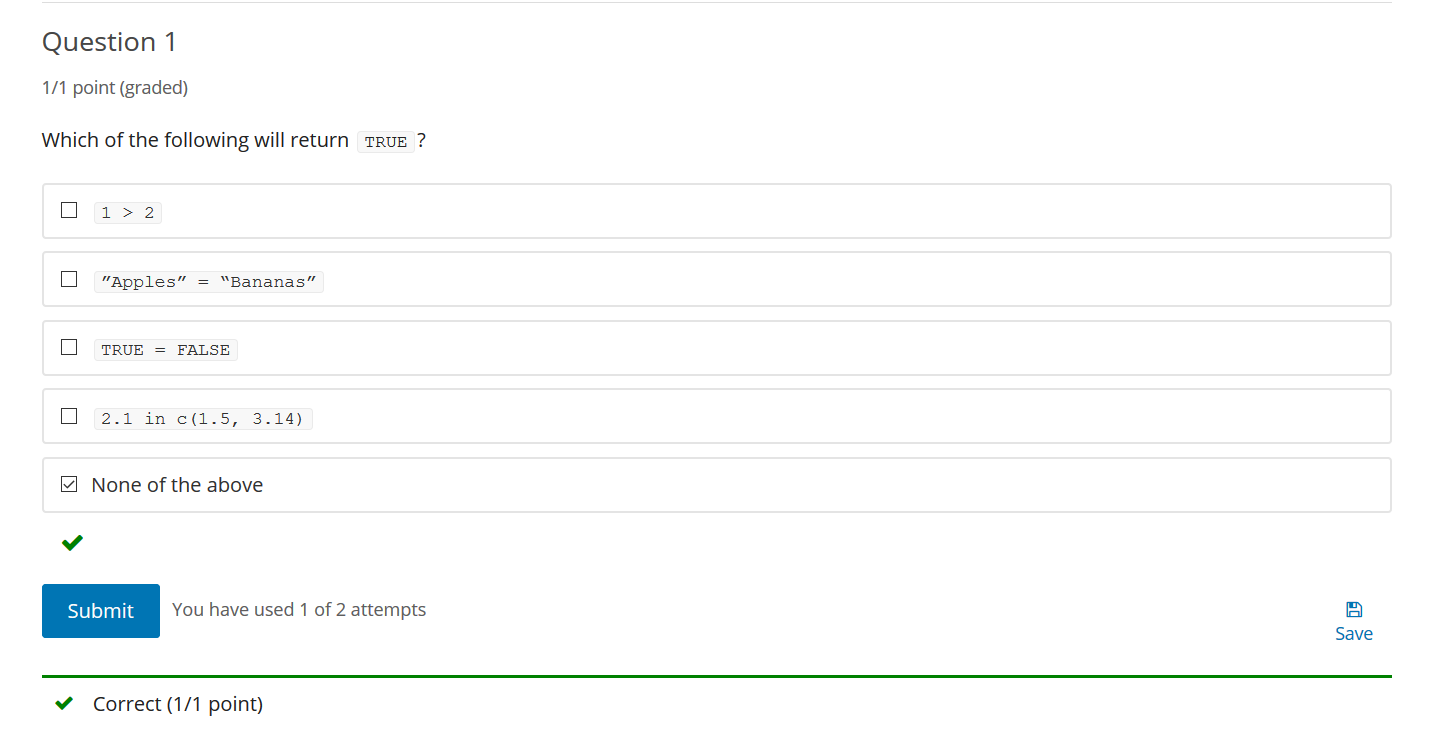 Question 1
1/1 point (graded)
Which of the following will return TRUE ?
1 > 2
”Apples” = “Bananas”
TRUE = FALSE
2.1 in c(1.5, 3.14)
None of the above
Submit You have used 1 of 2 attempts
Save
Correct (1/1 point)